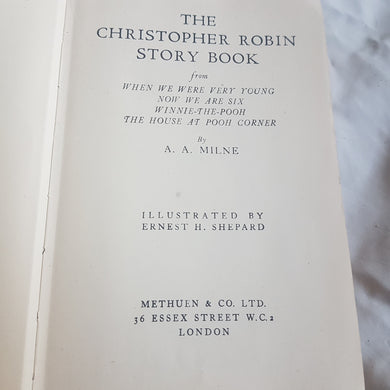 THE
CHRISTOPHER ROBIN
STORY BOOK
from
WHEN WE WERE VERY YOUNG
NOW WE ARE SIX
WINNIE-THE-POOH
THE HOUSE AT POOH CORNER
By
A. A. MILNE
ILLUSTRATED BY
ERNEST H. SHEPARD
METHUEN & CO. LTD.
36 ESSEX STREET W.C.2
LONDON